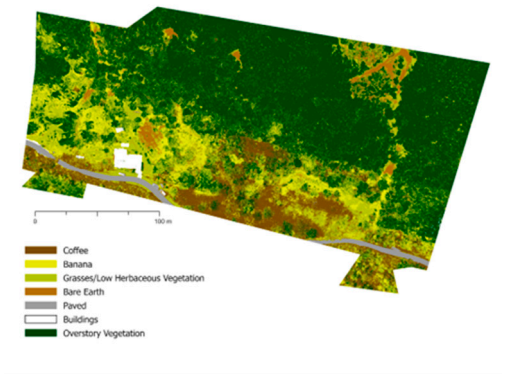 0 100 m
Coffee
Banana
Grasses/Low Herbaceous Vegetation
Bare Earth
Paved
Buildings
Overstory Vegetation